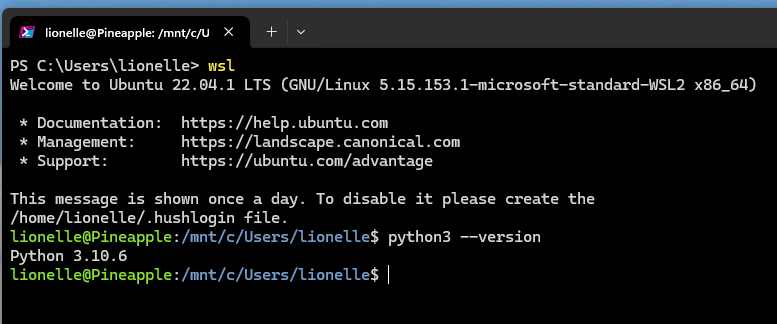 lionelle@Pineapple: /mnt/c/U
PS C:\Users\lionelle> wsl
Welcome to Ubuntu 22.04.1 LTS (GNU/Linux 5.15.153.1-microsoft-standard-WSL2 x86_64)
* Documentation:  https://help.ubuntu.com
* Management:     https://landscape.canonical.com
* Support:        https://ubuntu.com/advantage
This message is shown once a day. To disable it please create the
/home/lionelle/.hushlogin file.
lionelle@Pineapple:/mnt/c/Users/lionelle$ python3 --version
Python 3.10.6
lionelle@Pineapple:/mnt/c/Users/lionelle$